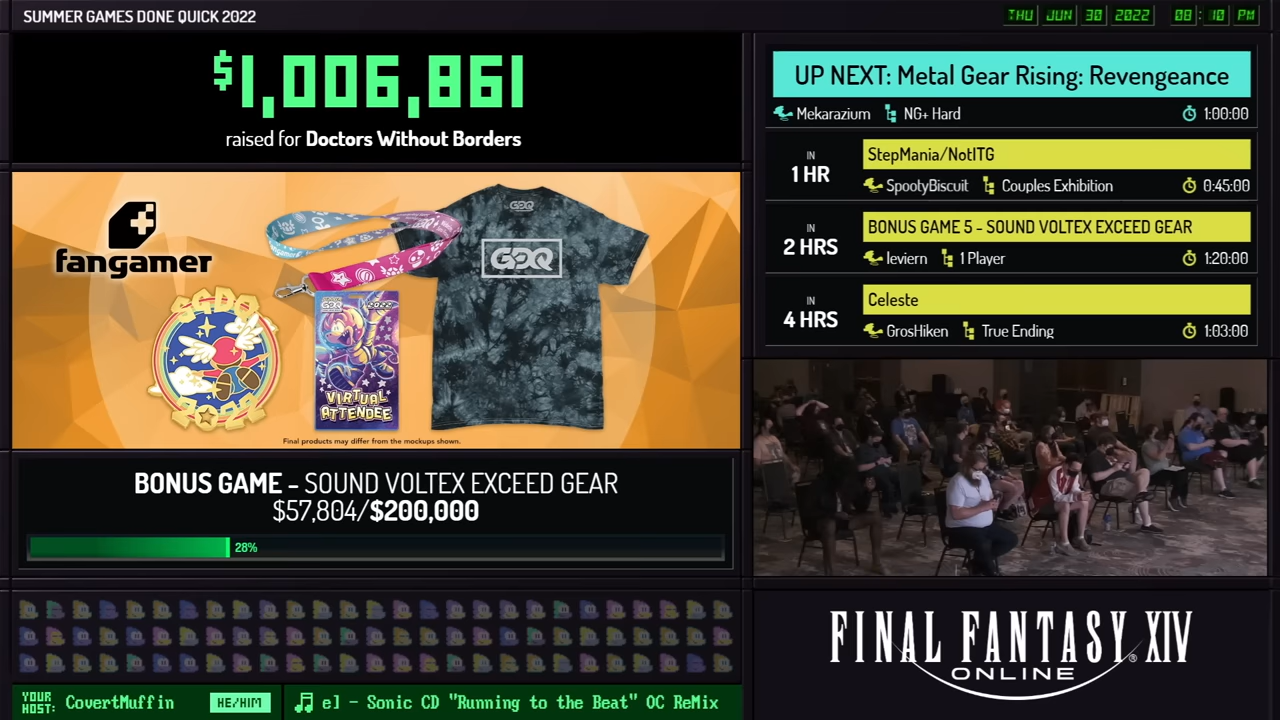 SUMMER GAMES DONE QUICK 2022
THU JUN 30 2022 08:10 PM
$1,006,861
raised for Doctors Without Borders
fangamer
SGDQ
2022
GDQ
2022
VIRTUAL
ATTENDEE
GDQ
GDQ
Final products may differ from the mockups shown.
BONUS GAME - SOUND VOLTEX EXCEED GEAR
$57,804/$200,000
28%
YOUR HOST: CovertMuffin HE/HIM
e] - Sonic CD "Running to the Beat" OC ReMix
UP NEXT: Metal Gear Rising: Revengeance
Mekarazium NG+ Hard 1:00:00
IN 1 HR
StepMania/NotITG
SpootyBiscuit Couples Exhibition 0:45:00
IN 2 HRS
BONUS GAME 5 - SOUND VOLTEX EXCEED GEAR
leviern 1 Player 1:20:00
IN 4 HRS
Celeste
GrosHiken True Ending 1:03:00
FINAL FANTASY® XIV
ONLINE